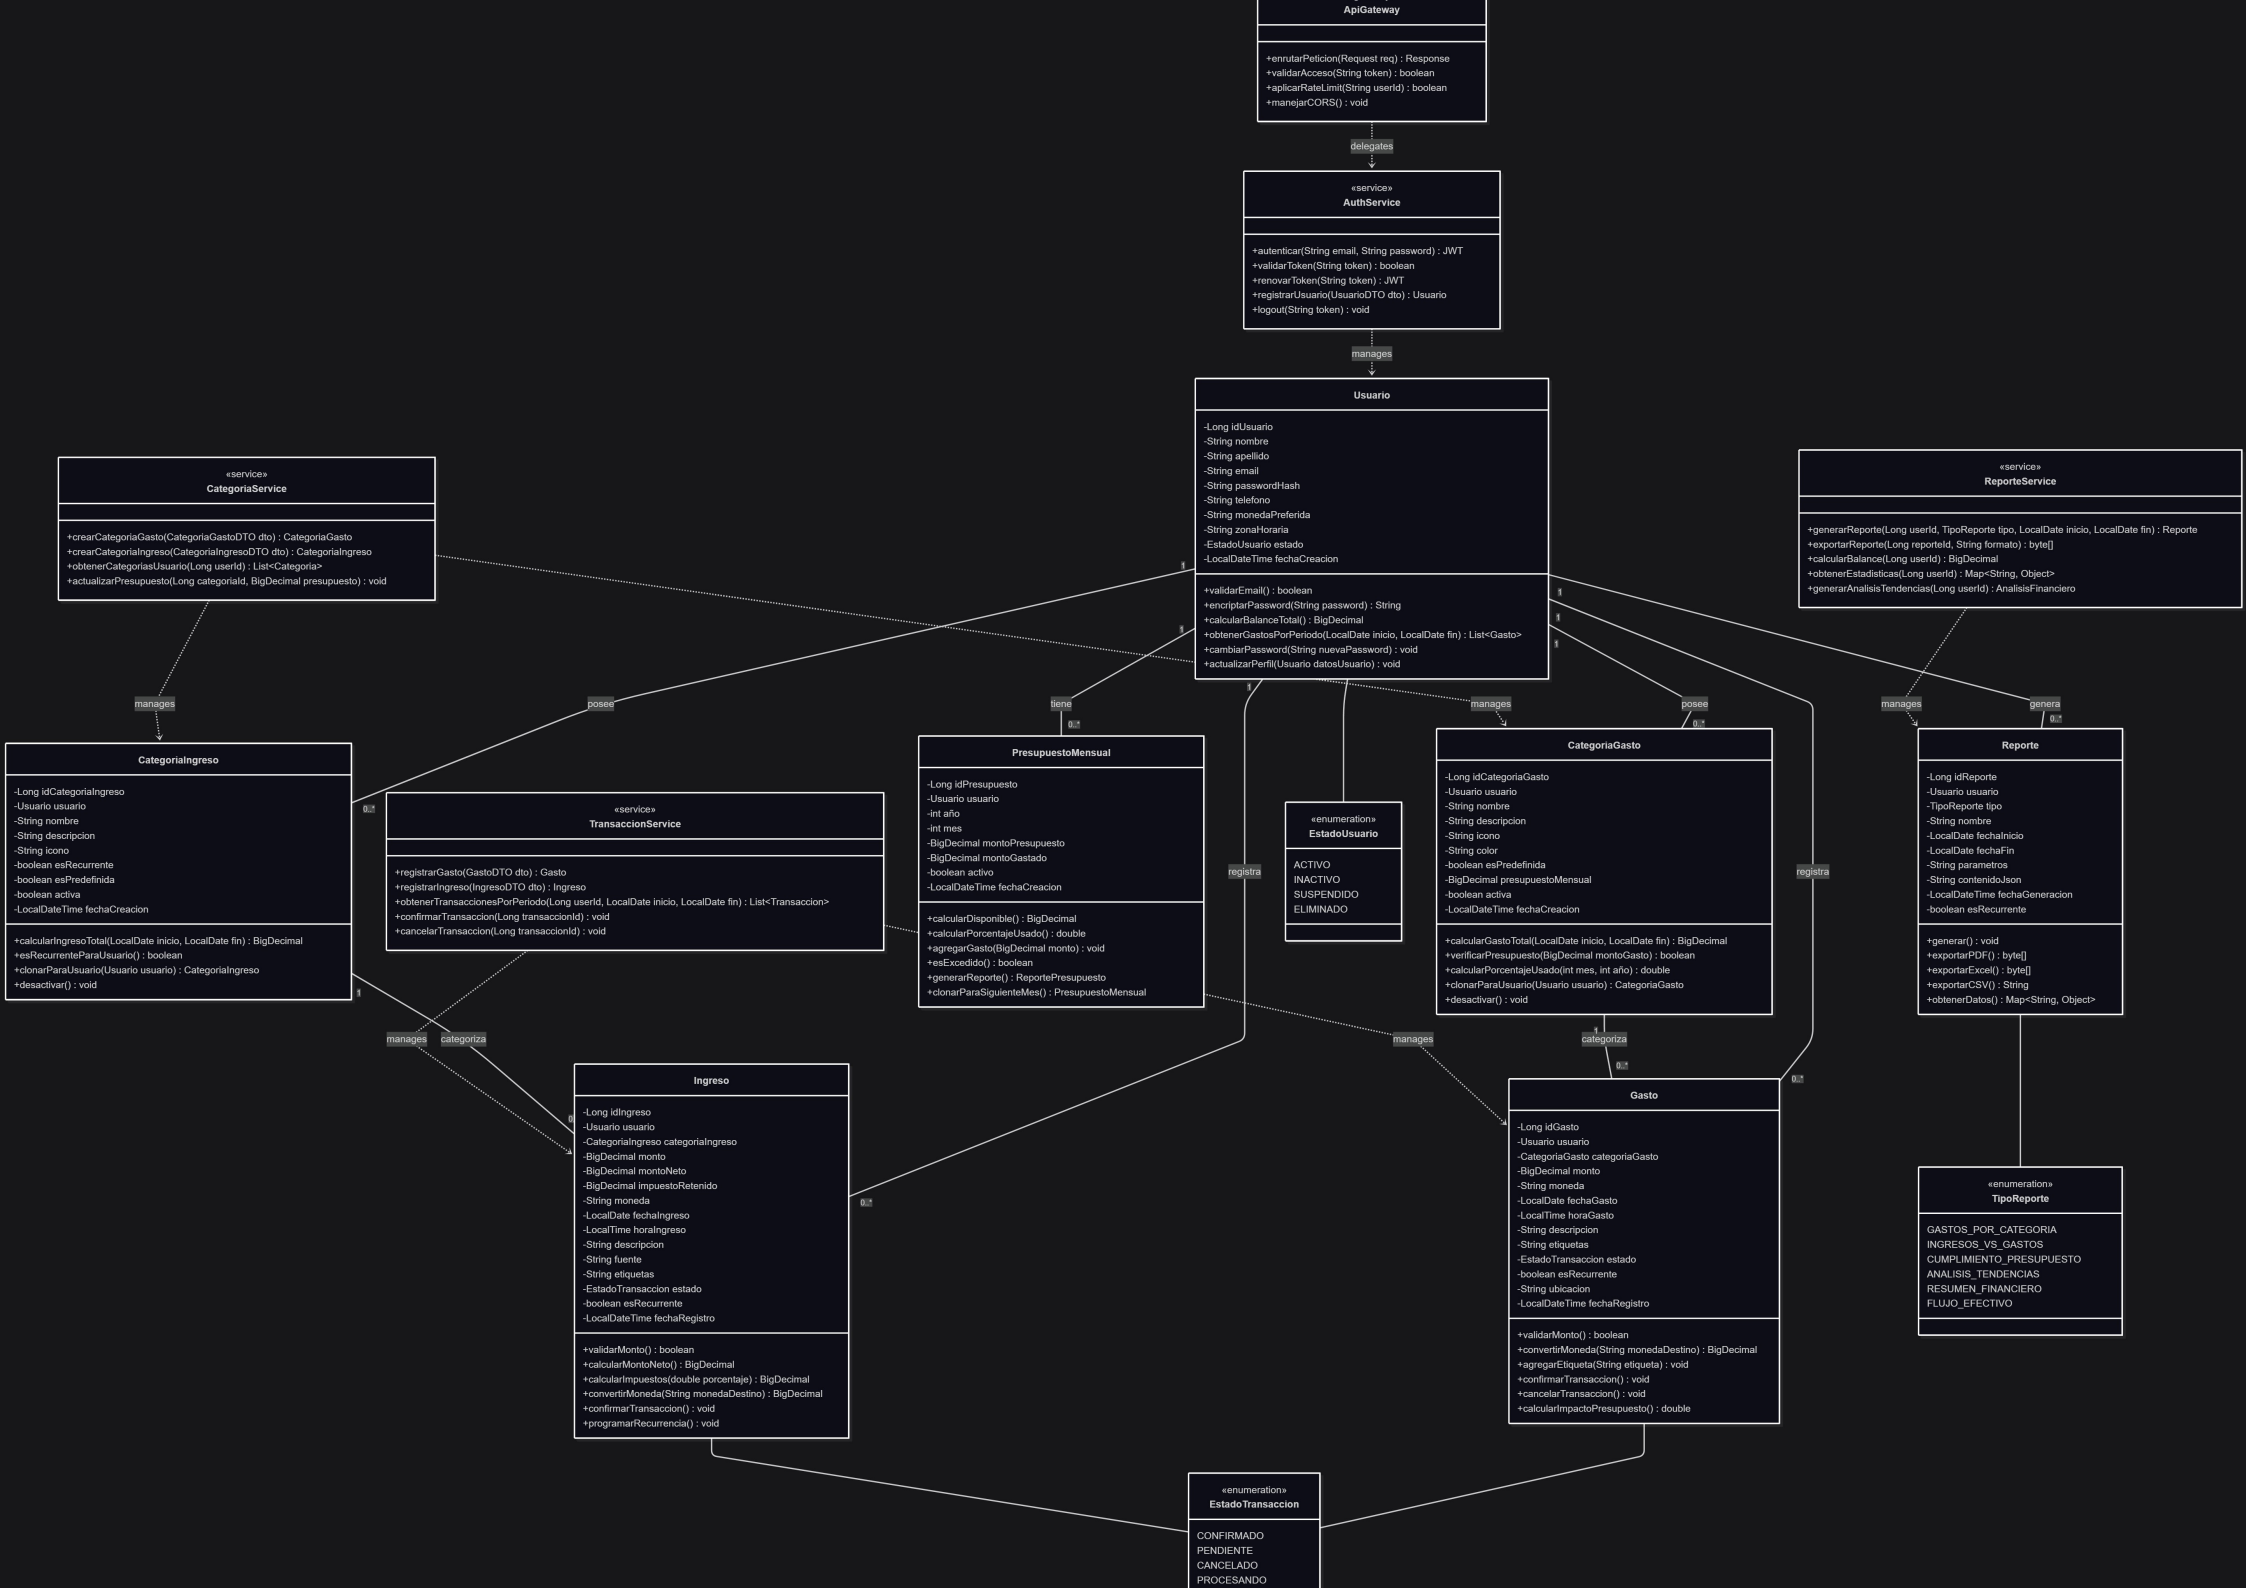 ApiGateway
+enrutarPeticion(Request req) : Response
+validarAcceso(String token) : boolean
+aplicarRateLimit(String userId) : boolean
+manejarCORS() : void
delegates
«service»
AuthService
+autenticar(String email, String password) : JWT
+validarToken(String token) : boolean
+renovarToken(String token) : JWT
+registrarUsuario(UsuarioDTO dto) : Usuario
+logout(String token) : void
manages
Usuario
-Long idUsuario
-String nombre
-String apellido
-String email
-String passwordHash
-String telefono
-String monedaPreferida
-String zonaHoraria
-EstadoUsuario estado
-LocalDateTime fechaCreacion
+validarEmail() : boolean
+encriptarPassword(String password) : String
+calcularBalanceTotal() : BigDecimal
+obtenerGastosPorPeriodo(LocalDate inicio, LocalDate fin) : List<Gasto>
+cambiarPassword(String nuevaPassword) : void
+actualizarPerfil(Usuario datosUsuario) : void
«service»
CategoriaService
+crearCategoriaGasto(CategoriaGastoDTO dto) : CategoriaGasto
+crearCategoriaIngreso(CategoriaIngresoDTO dto) : CategoriaIngreso
+obtenerCategoriasUsuario(Long userId) : List<Categoria>
+actualizarPresupuesto(Long categoriaId, BigDecimal presupuesto) : void
«service»
ReporteService
+generarReporte(Long userId, TipoReporte tipo, LocalDate inicio, LocalDate fin) : Reporte
+exportarReporte(Long reporteId, String formato) : byte[]
+calcularBalance(Long userId) : BigDecimal
+obtenerEstadisticas(Long userId) : Map<String, Object>
+generarAnalisisTendencias(Long userId) : AnalisisFinanciero
1
1
1
1
1
1
manages
posee
tiene
manages
posee
manages
genera
0..*
0..*
0..*
0..*
CategoriaIngreso
-Long idCategoriaIngreso
-Usuario usuario
-String nombre
-String descripcion
-String icono
-boolean esRecurrente
-boolean esPredefinida
-boolean activa
-LocalDateTime fechaCreacion
+calcularIngresoTotal(LocalDate inicio, LocalDate fin) : BigDecimal
+esRecurrenteParaUsuario() : boolean
+clonarParaUsuario(Usuario usuario) : CategoriaIngreso
+desactivar() : void
«service»
TransaccionService
+registrarGasto(GastoDTO dto) : Gasto
+registrarIngreso(IngresoDTO dto) : Ingreso
+obtenerTransaccionesPorPeriodo(Long userId, LocalDate inicio, LocalDate fin) : List<Transaccion>
+confirmarTransaccion(Long transaccionId) : void
+cancelarTransaccion(Long transaccionId) : void
PresupuestoMensual
-Long idPresupuesto
-Usuario usuario
-int año
-int mes
-BigDecimal montoPresupuesto
-BigDecimal montoGastado
-boolean activo
-LocalDateTime fechaCreacion
+calcularDisponible() : BigDecimal
+calcularPorcentajeUsado() : double
+agregarGasto(BigDecimal monto) : void
+esExcedido() : boolean
+generarReporte() : ReportePresupuesto
+clonarParaSiguienteMes() : PresupuestoMensual
registra
«enumeration»
EstadoUsuario
ACTIVO
INACTIVO
SUSPENDIDO
ELIMINADO
CategoriaGasto
-Long idCategoriaGasto
-Usuario usuario
-String nombre
-String descripcion
-String icono
-String color
-boolean esPredefinida
-BigDecimal presupuestoMensual
-boolean activa
-LocalDateTime fechaCreacion
+calcularGastoTotal(LocalDate inicio, LocalDate fin) : BigDecimal
+verificarPresupuesto(BigDecimal montoGasto) : boolean
+calcularPorcentajeUsado(int mes, int año) : double
+clonarParaUsuario(Usuario usuario) : CategoriaGasto
+desactivar() : void
registra
Reporte
-Long idReporte
-Usuario usuario
-TipoReporte tipo
-String nombre
-LocalDate fechaInicio
-LocalDate fechaFin
-String parametros
-String contenidoJson
-LocalDateTime fechaGeneracion
-boolean esRecurrente
+generar() : void
+exportarPDF() : byte[]
+exportarExcel() : byte[]
+exportarCSV() : String
+obtenerDatos() : Map<String, Object>
1
manages
categoriza
manages
1
categoriza
0..*
0..*
0..*
Ingreso
-Long idIngreso
-Usuario usuario
-CategoriaIngreso categoriaIngreso
-BigDecimal monto
-BigDecimal montoNeto
-BigDecimal impuestoRetenido
-String moneda
-LocalDate fechaIngreso
-LocalTime horaIngreso
-String descripcion
-String fuente
-String etiquetas
-EstadoTransaccion estado
-boolean esRecurrente
-LocalDateTime fechaRegistro
+validarMonto() : boolean
+calcularMontoNeto() : BigDecimal
+calcularImpuestos(double porcentaje) : BigDecimal
+convertirMoneda(String monedaDestino) : BigDecimal
+confirmarTransaccion() : void
+programarRecurrencia() : void
Gasto
-Long idGasto
-Usuario usuario
-CategoriaGasto categoriaGasto
-BigDecimal monto
-String moneda
-LocalDate fechaGasto
-LocalTime horaGasto
-String descripcion
-String etiquetas
-EstadoTransaccion estado
-boolean esRecurrente
-String ubicacion
-LocalDateTime fechaRegistro
+validarMonto() : boolean
+convertirMoneda(String monedaDestino) : BigDecimal
+agregarEtiqueta(String etiqueta) : void
+confirmarTransaccion() : void
+cancelarTransaccion() : void
+calcularImpactoPresupuesto() : double
«enumeration»
TipoReporte
GASTOS_POR_CATEGORIA
INGRESOS_VS_GASTOS
CUMPLIMIENTO_PRESUPUESTO
ANALISIS_TENDENCIAS
RESUMEN_FINANCIERO
FLUJO_EFECTIVO
«enumeration»
EstadoTransaccion
CONFIRMADO
PENDIENTE
CANCELADO
PROCESANDO